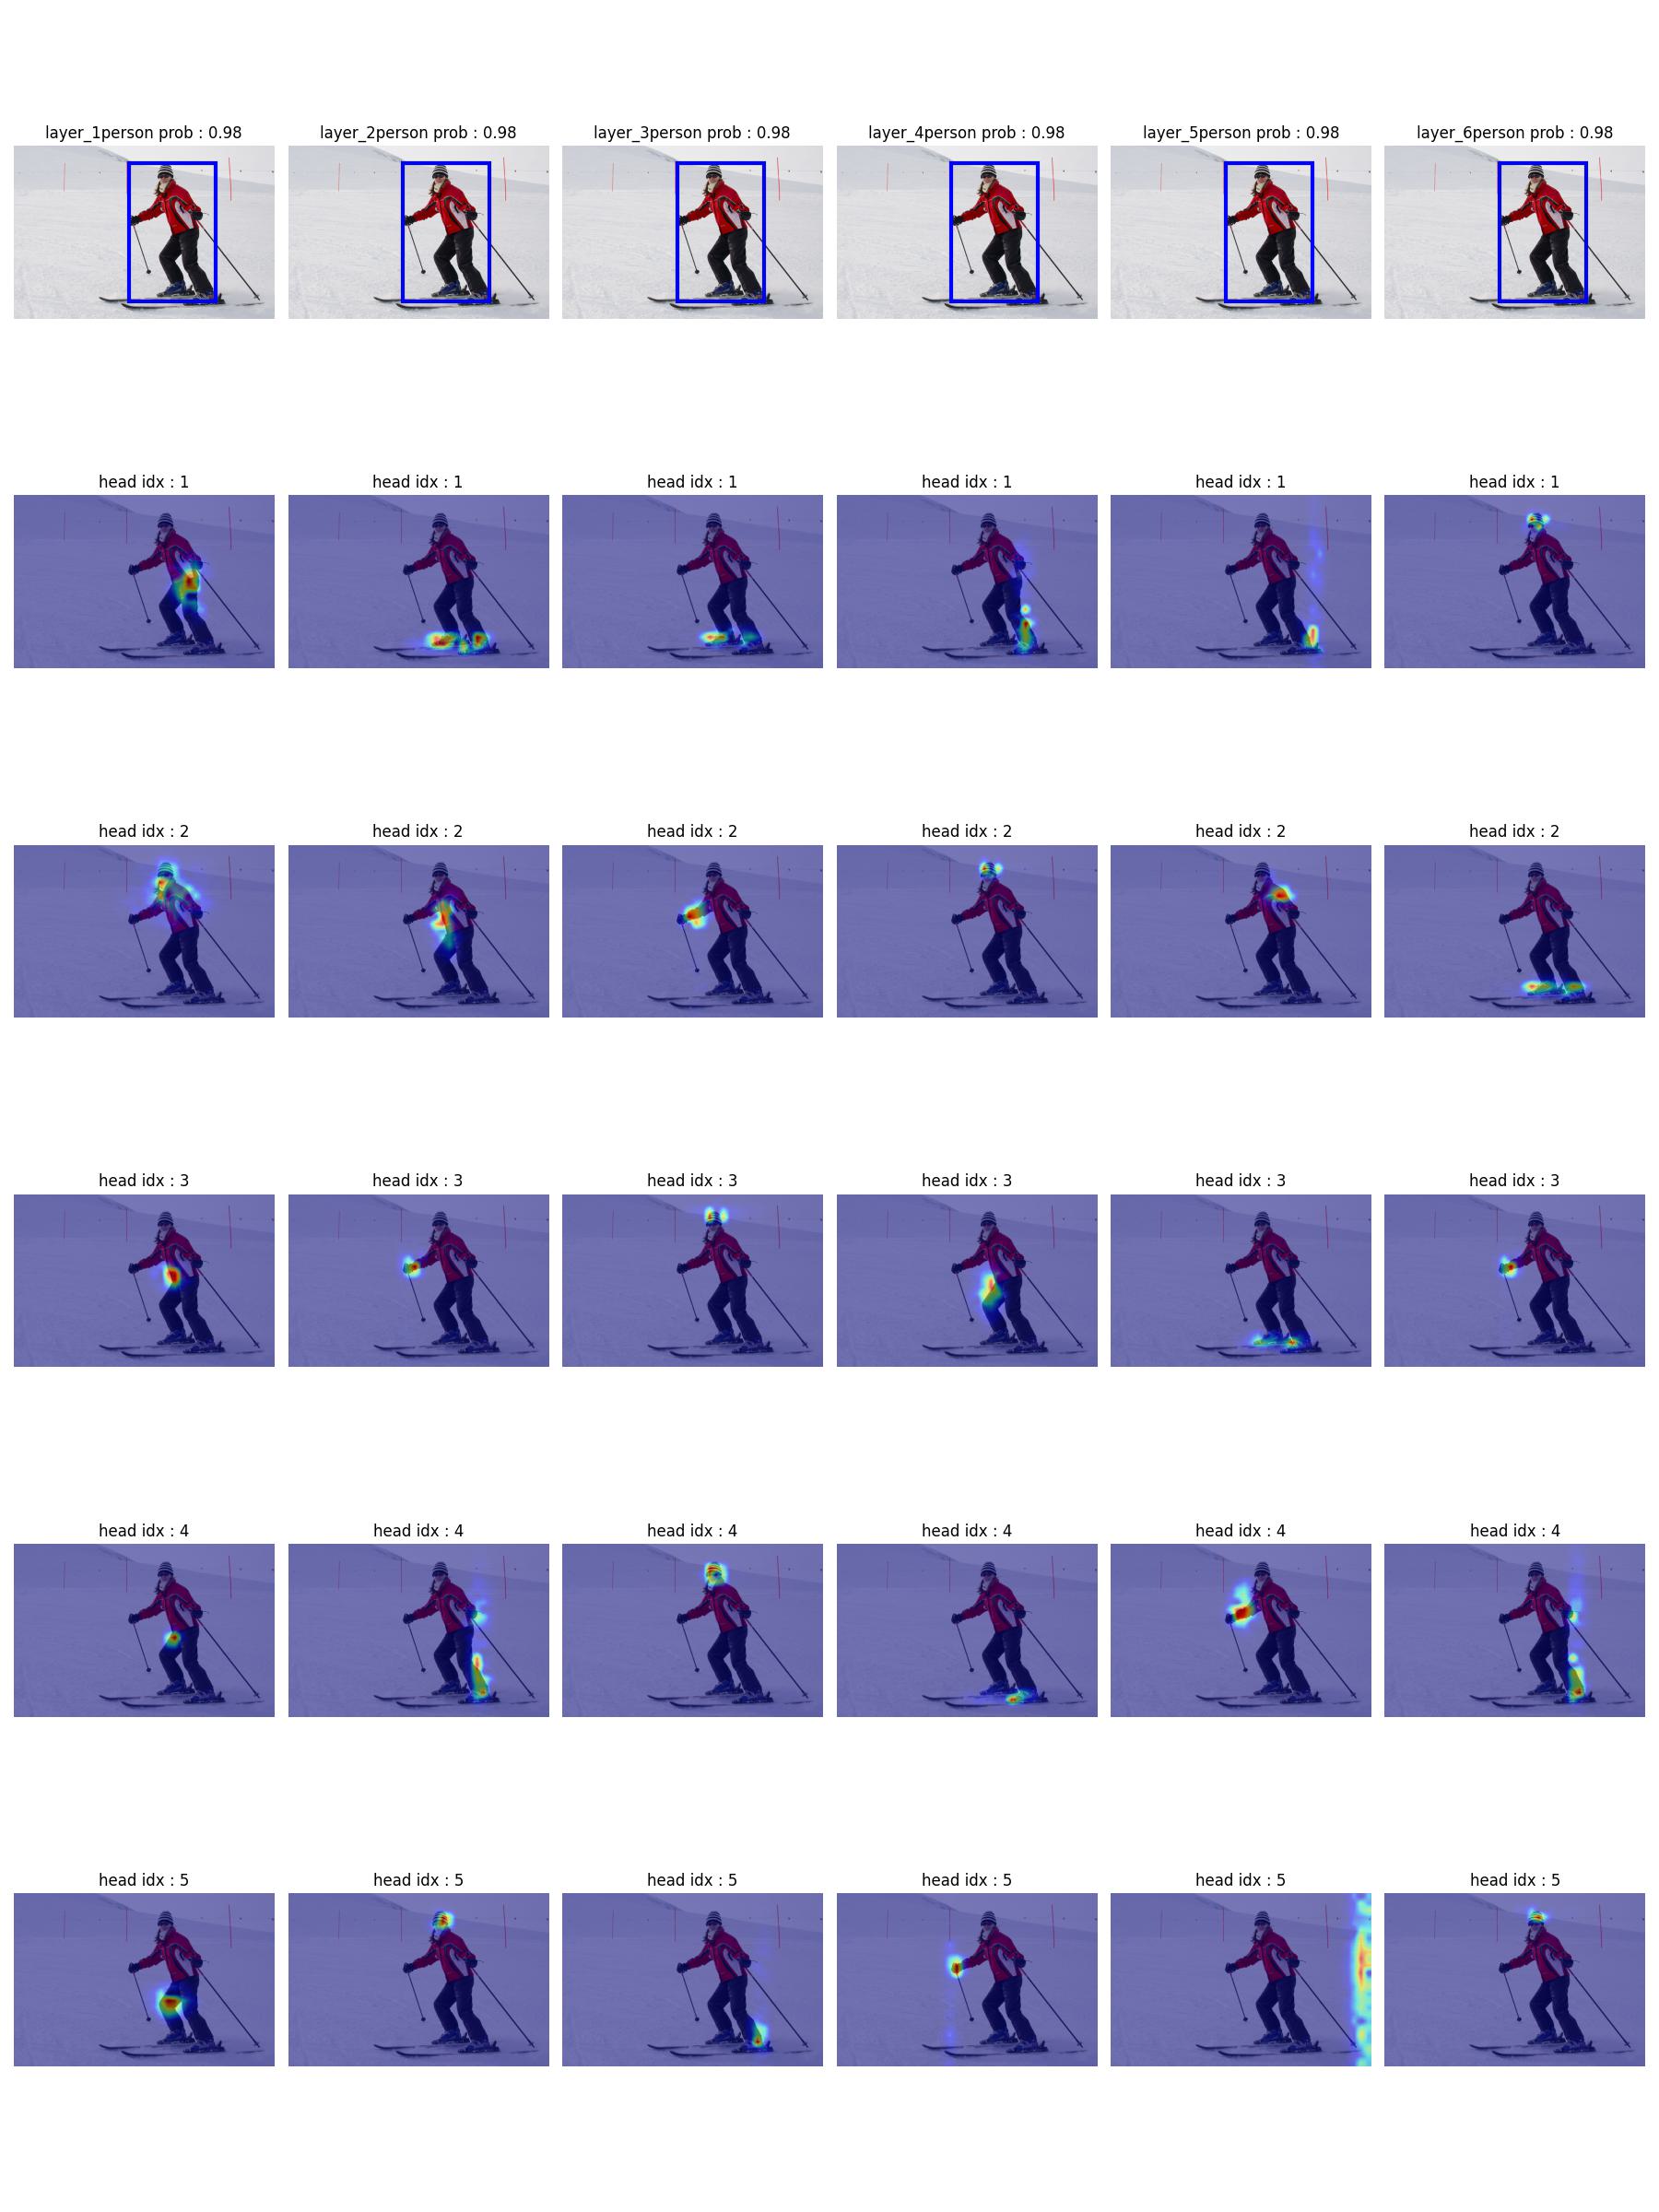 layer_1person prob : 0.98
layer_2person prob : 0.98
layer_3person prob : 0.98
layer_4person prob : 0.98
layer_5person prob : 0.98
layer_6person prob : 0.98
head idx : 1
head idx : 1
head idx : 1
head idx : 1
head idx : 1
head idx : 1
head idx : 2
head idx : 2
head idx : 2
head idx : 2
head idx : 2
head idx : 2
head idx : 3
head idx : 3
head idx : 3
head idx : 3
head idx : 3
head idx : 3
head idx : 4
head idx : 4
head idx : 4
head idx : 4
head idx : 4
head idx : 4
head idx : 5
head idx : 5
head idx : 5
head idx : 5
head idx : 5
head idx : 5